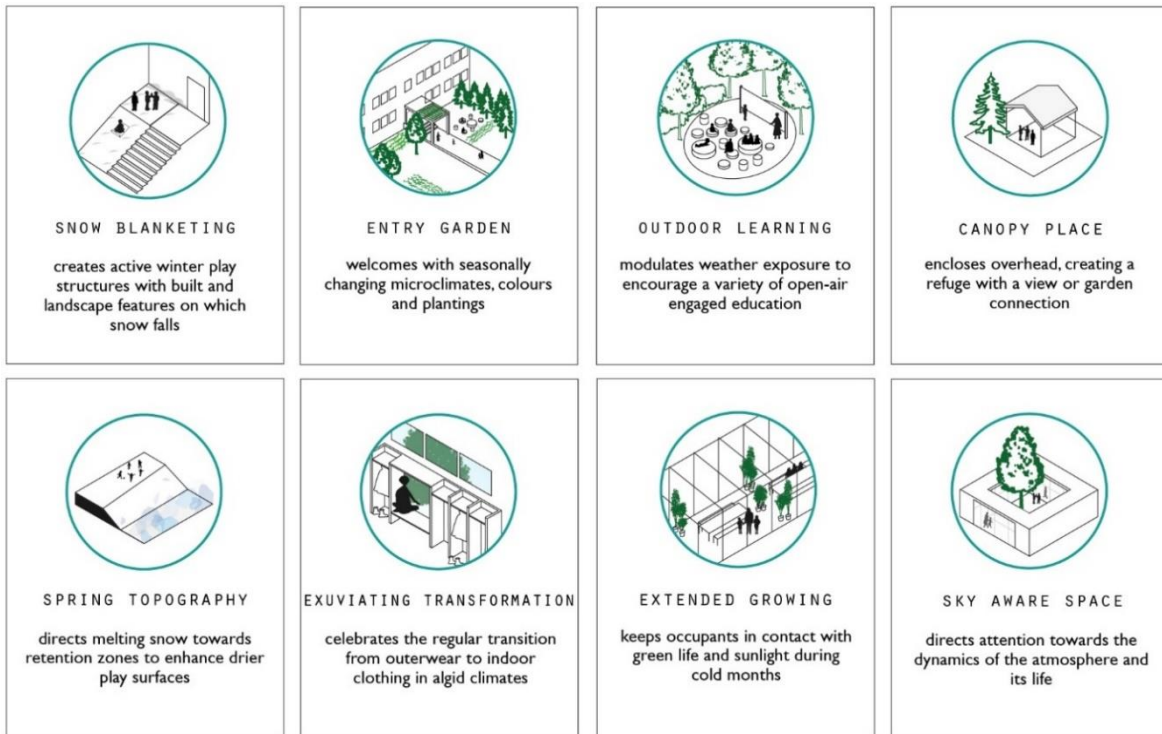 SNOW BLANKETING
creates active winter play
structures with built and
landscape features on which
snow falls
ENTRY GARDEN
welcomes with seasonally
changing microclimates, colours
and plantings
OUTDOOR LEARNING
modulates weather exposure to
encourage a variety of open-air
engaged education
CANOPY PLACE
encloses overhead, creating a
refuge with a view or garden
connection
SPRING TOPOGRAPHY
directs melting snow towards
retention zones to enhance drier
play surfaces
EXUVIATING TRANSFORMATION
celebrates the regular transition
from outerwear to indoor
clothing in algid climates
EXTENDED GROWING
keeps occupants in contact with
green life and sunlight during
cold months
SKY AWARE SPACE
directs attention towards the
dynamics of the atmosphere and
its life